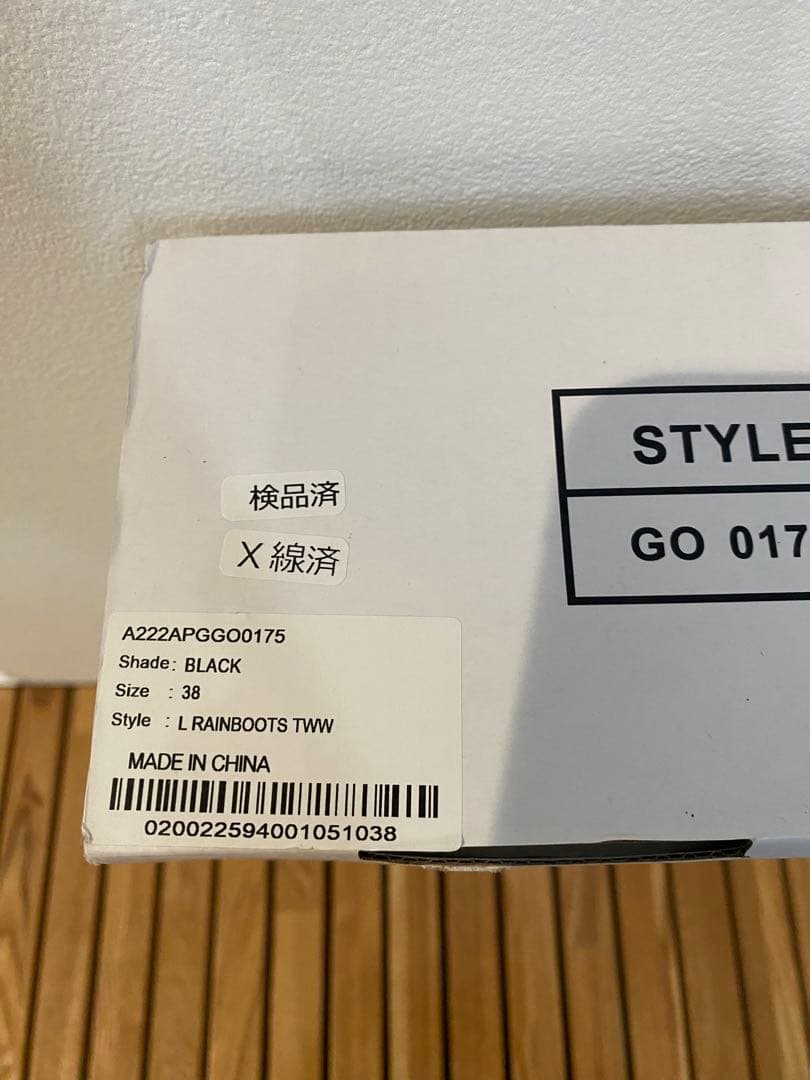 STYLE
GO 017
検品済
X線済
A222APGGO0175
Shade: BLACK
Size : 38
Style : L RAINBOOTS TWW
MADE IN CHINA
020022594001051038